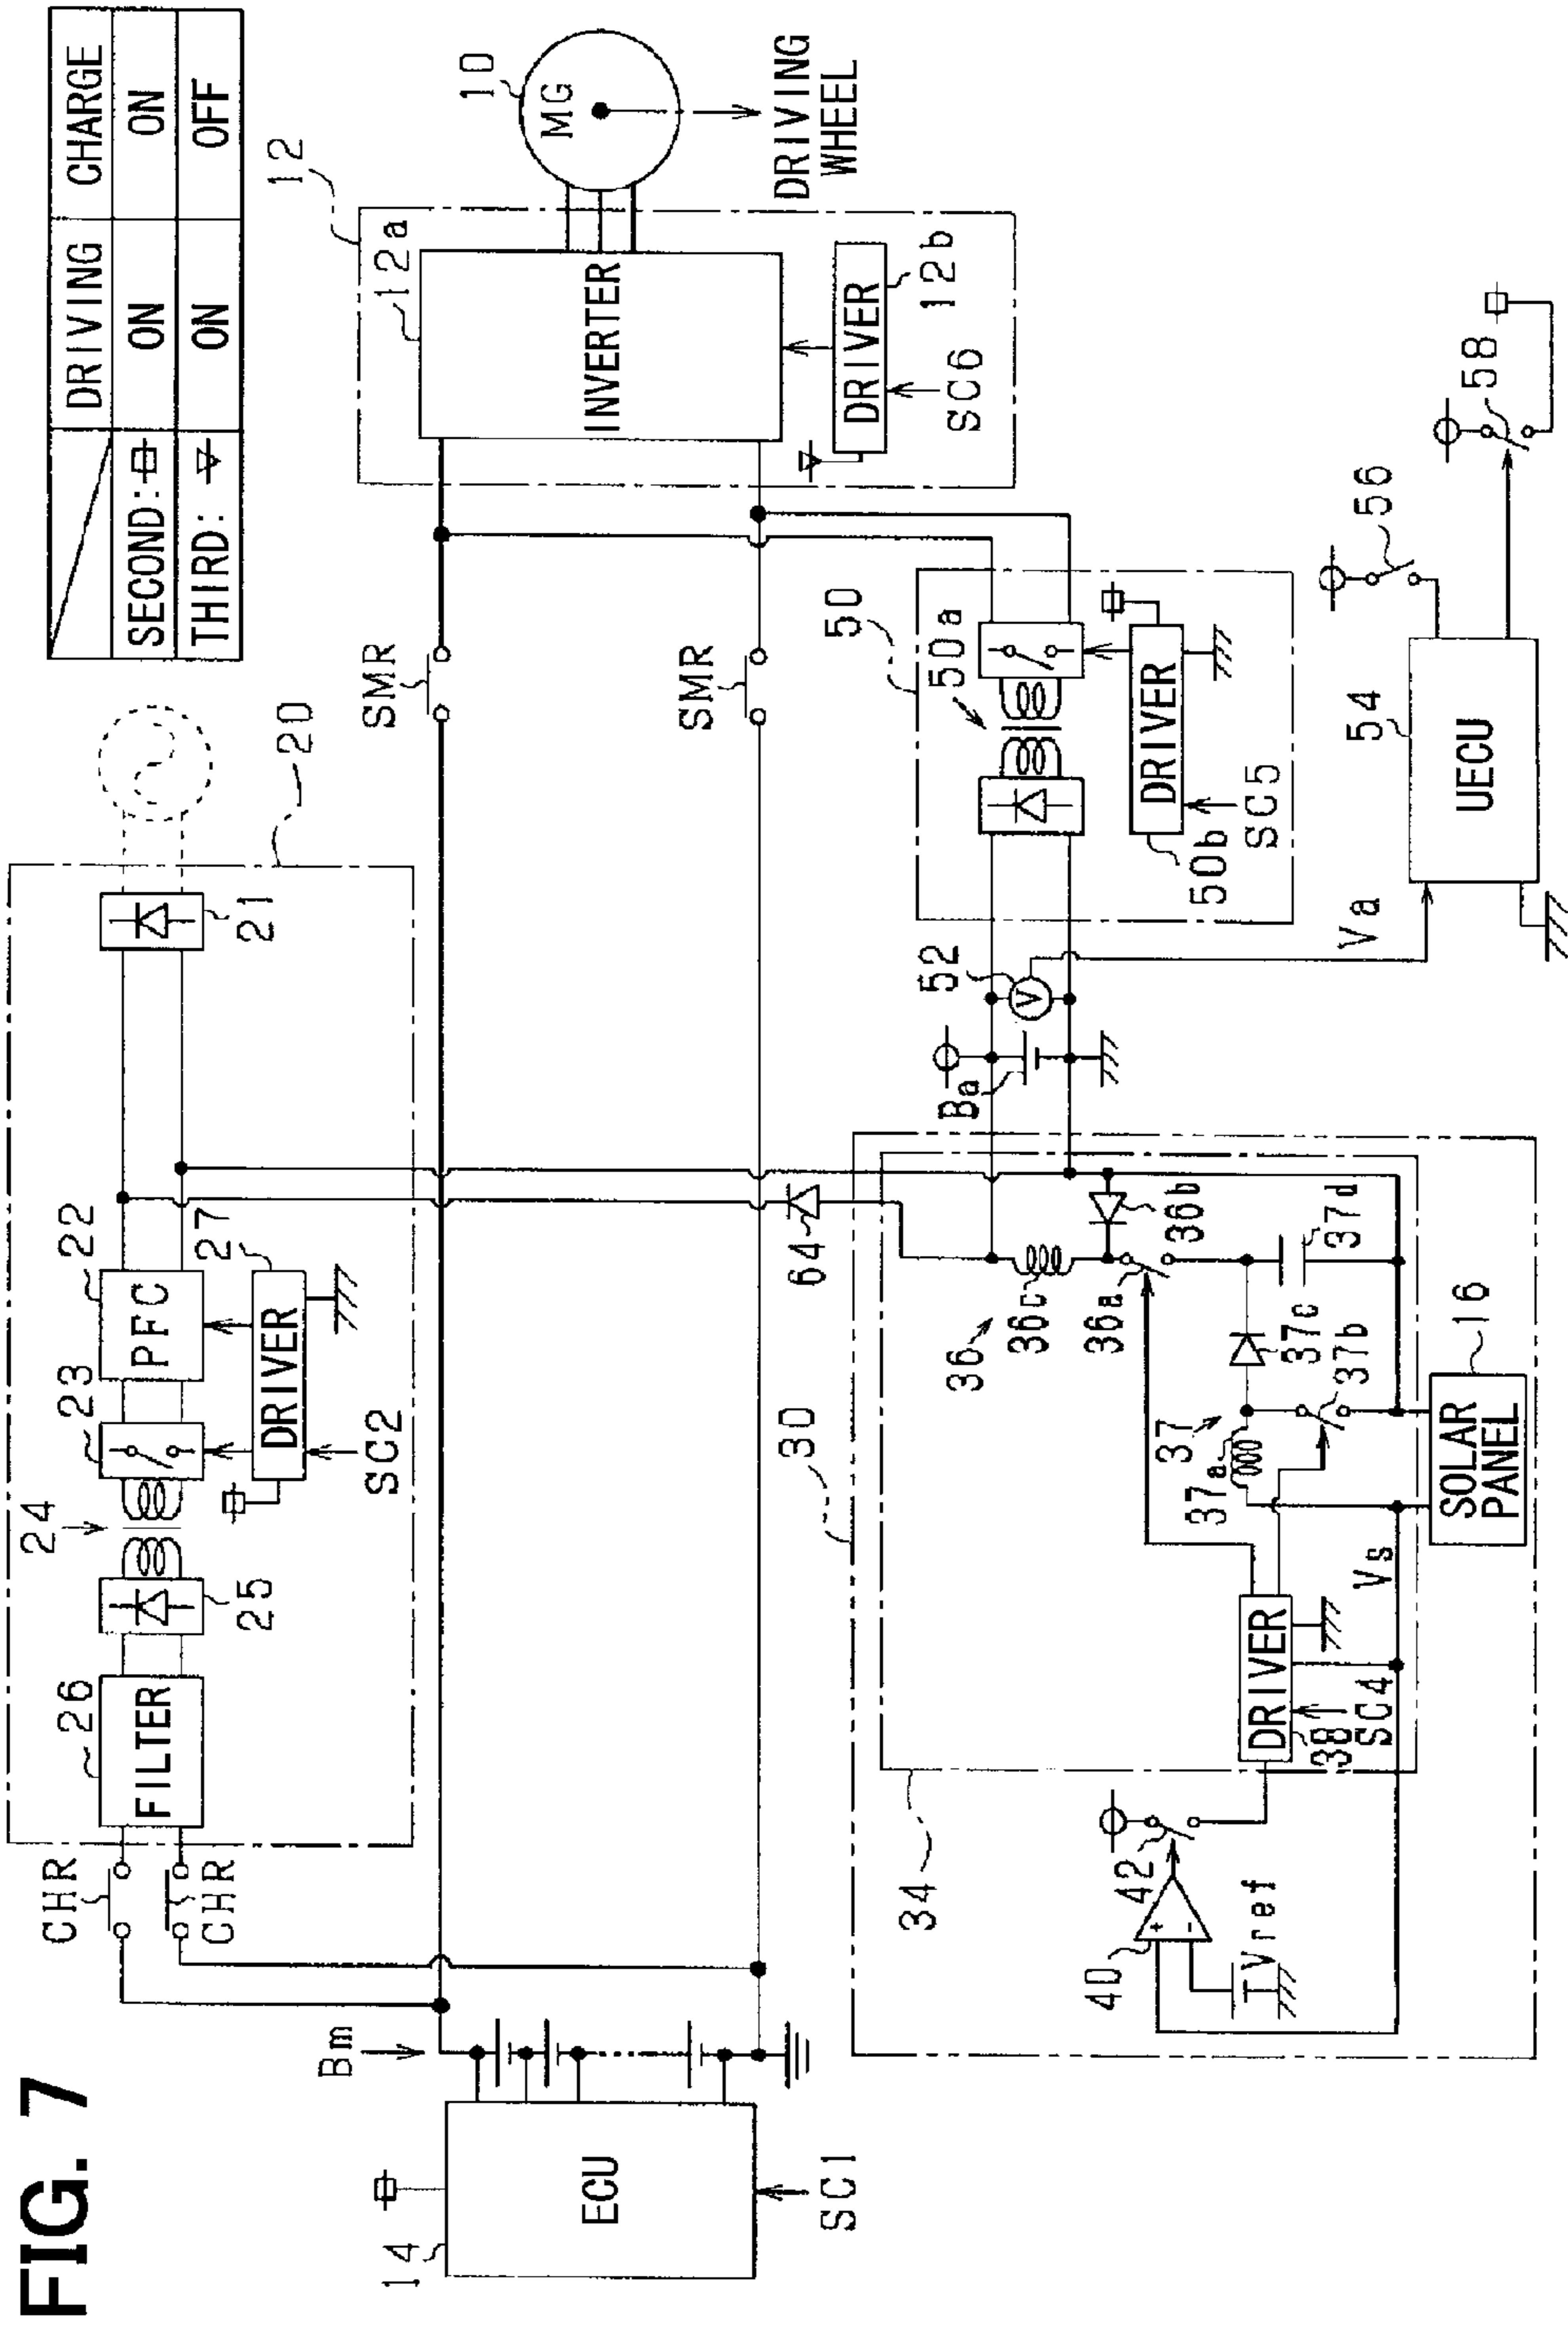 FIG. 7
DRIVING CHARGE
SECOND: ON ON
THIRD: ON OFF
20
24
26
25
23
22
27
21
FILTER
PFC
DRIVER
SC2
CHR
CHR
Bm
14
ECU
SC1
SMR
SMR
12
12a
INVERTER
DRIVER
12b
SC6
10
MG
DRIVING
WHEEL
50
50a
DRIVER
50b
SC5
52
V
Ba
Va
54
UECU
56
58
64
30
34
36
36c
36a
36b
37
37a
37c
37b
37d
DRIVER
38
SC4
Vs
40
42
Vref
16
SOLAR
PANEL